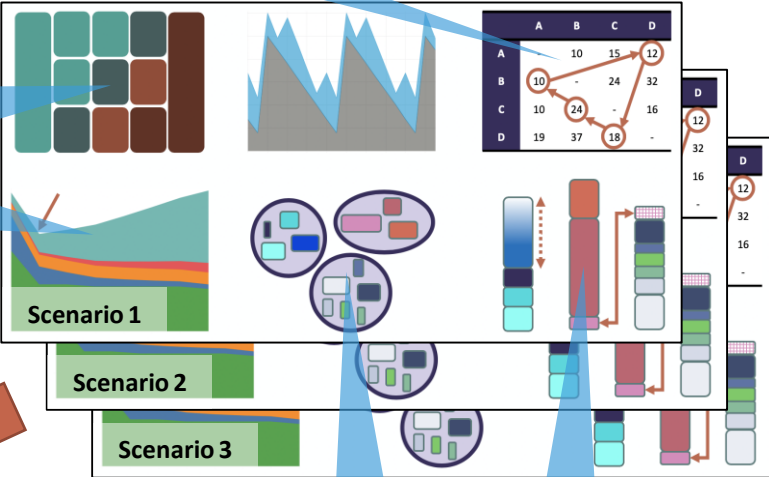 A B C D
A - 10 15 12
B 10 - 24 32
C 10 24 - 16
D 19 37 18 -
D
12
32
16
-
D
12
32
16
-
Scenario 1
Scenario 2
Scenario 3